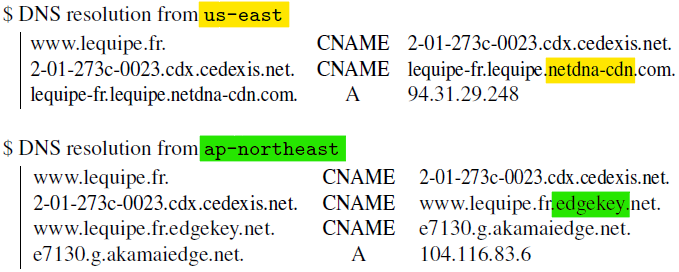 $ DNS resolution from us-east
www.lequipe.fr. CNAME 2-01-273c-0023.cdx.cedexis.net.
2-01-273c-0023.cdx.cedexis.net. CNAME lequipe-fr.lequipe.netdna-cdn.com.
lequipe-fr.lequipe.netdna-cdn.com. A 94.31.29.248
$ DNS resolution from ap-northeast
www.lequipe.fr. CNAME 2-01-273c-0023.cdx.cedexis.net.
2-01-273c-0023.cdx.cedexis.net. CNAME www.lequipe.fr.edgekey.net.
www.lequipe.fr.edgekey.net. CNAME e7130.g.akamaiedge.net.
e7130.g.akamaiedge.net. A 104.116.83.6